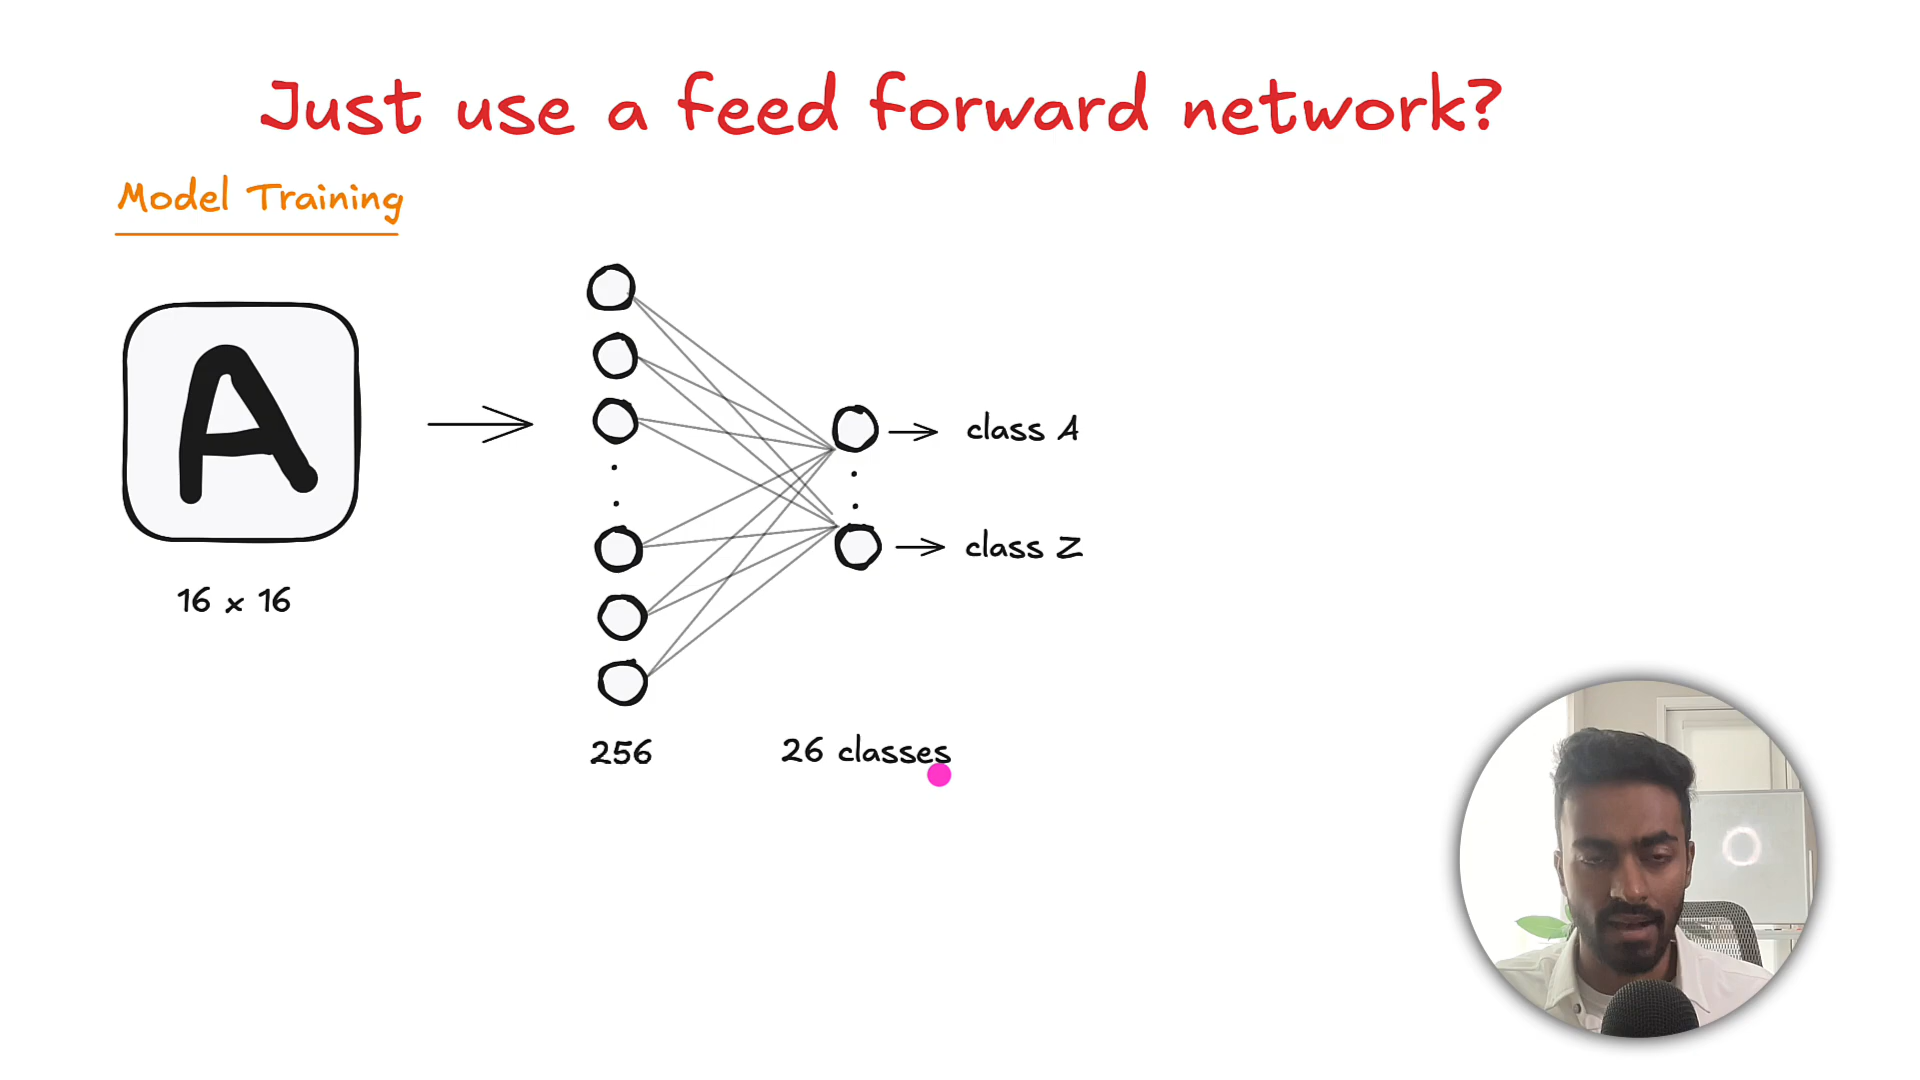 Just use a feed forward network?
Model Training
A
class A
class Z
16 x 16
256
26 classes